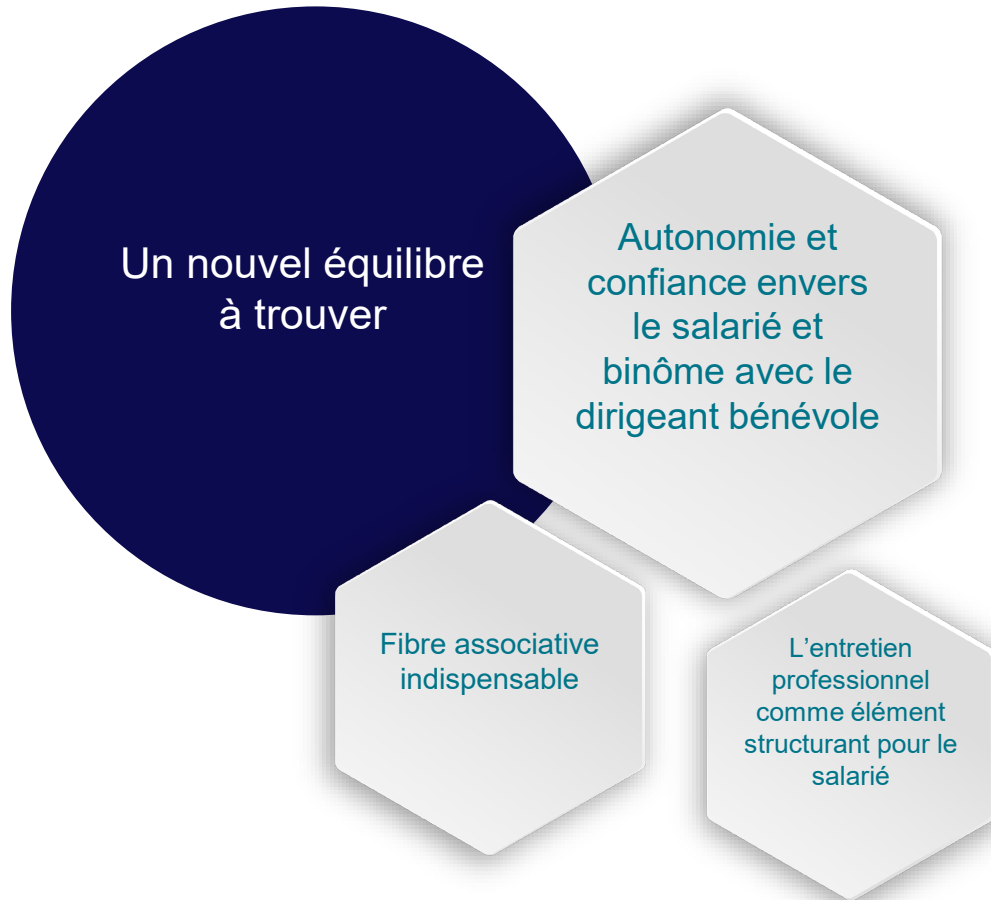 Un nouvel équilibre
à trouver
Autonomie et
confiance envers
le salarié et
binôme avec le
dirigeant bénévole
Fibre associative
indispensable
L’entretien
professionnel
comme élément
structurant pour le
salarié